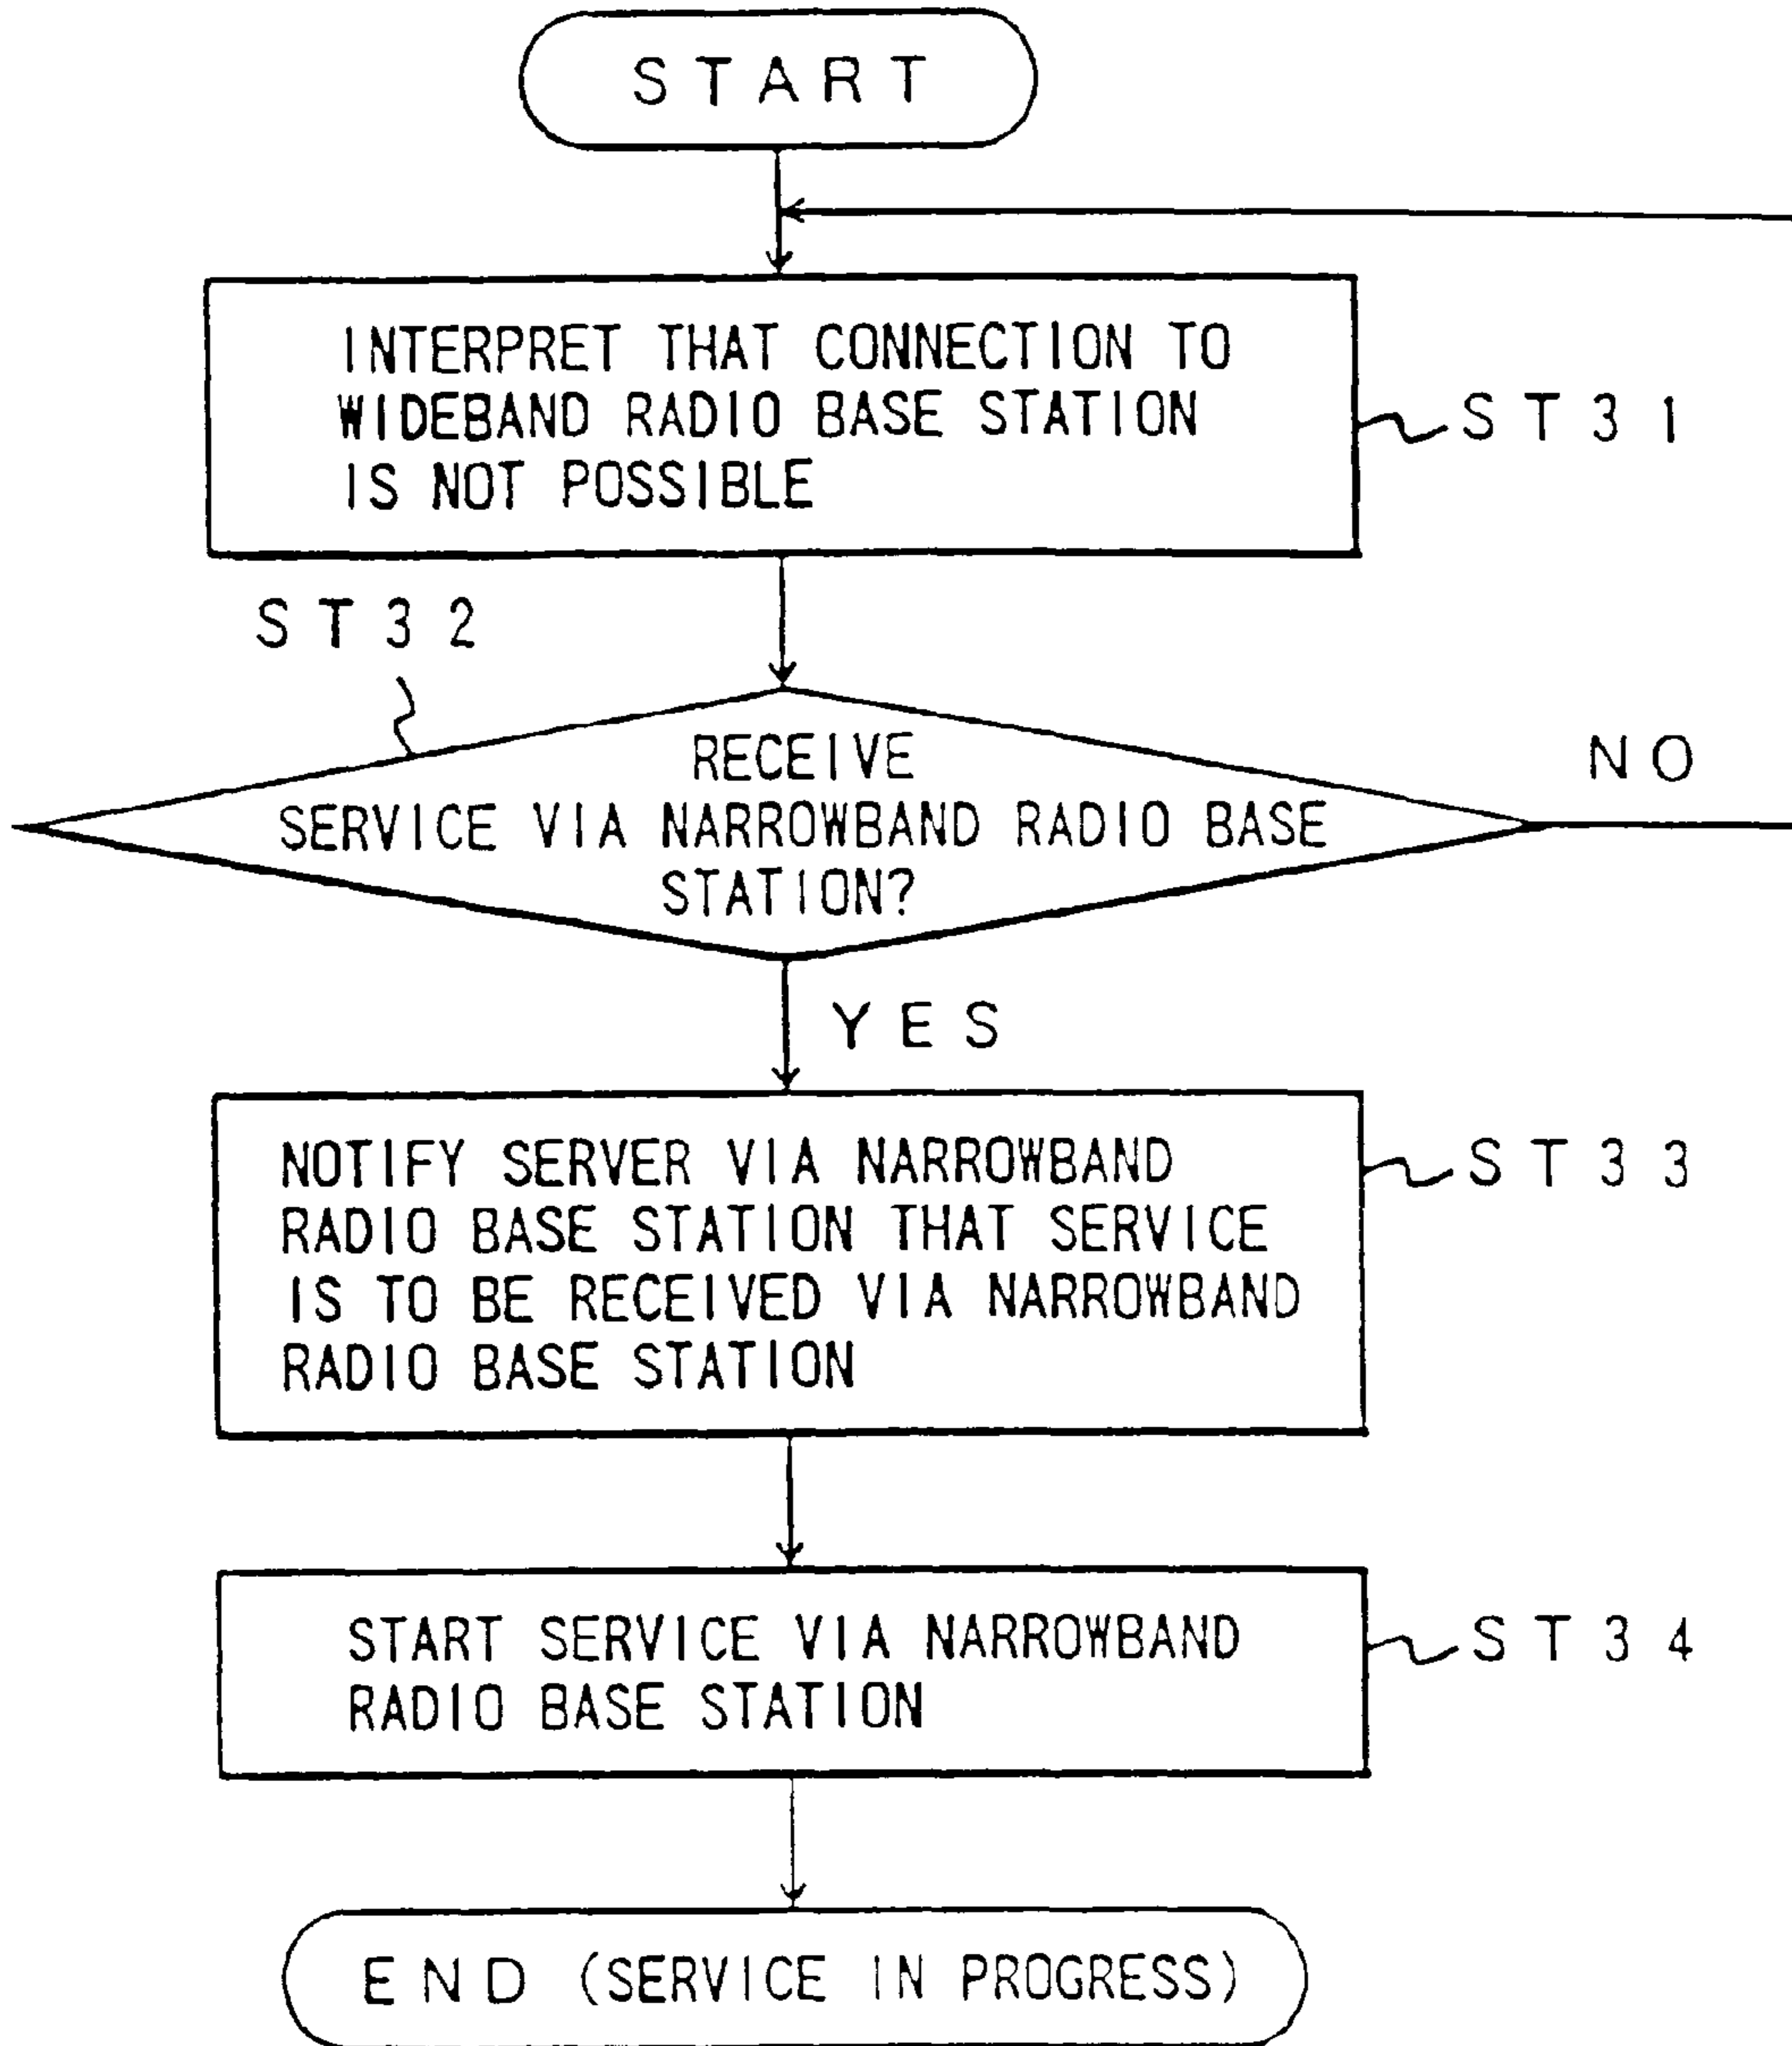 START
INTERPRET THAT CONNECTION TO
WIDEBAND RADIO BASE STATION
IS NOT POSSIBLE
ST31
ST32
RECEIVE
SERVICE VIA NARROWBAND RADIO BASE
STATION?
NO
YES
NOTIFY SERVER VIA NARROWBAND
RADIO BASE STATION THAT SERVICE
IS TO BE RECEIVED VIA NARROWBAND
RADIO BASE STATION
ST33
START SERVICE VIA NARROWBAND
RADIO BASE STATION
ST34
END (SERVICE IN PROGRESS)